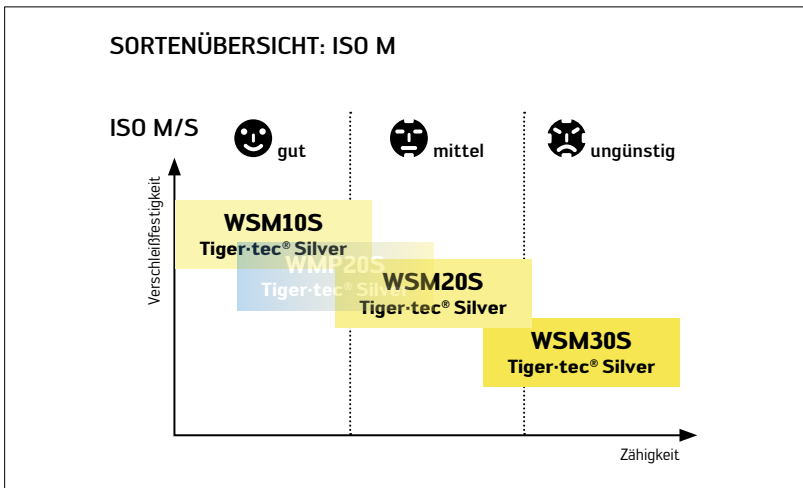 SORTENÜBERSICHT: ISO M
ISO M/S
gut
mittel
ungünstig
Verschleißfestigkeit
WSM10S
Tiger·tec® Silver
WMP20S
Tiger·tec® Silver
WSM20S
Tiger·tec® Silver
WSM30S
Tiger·tec® Silver
Zähigkeit